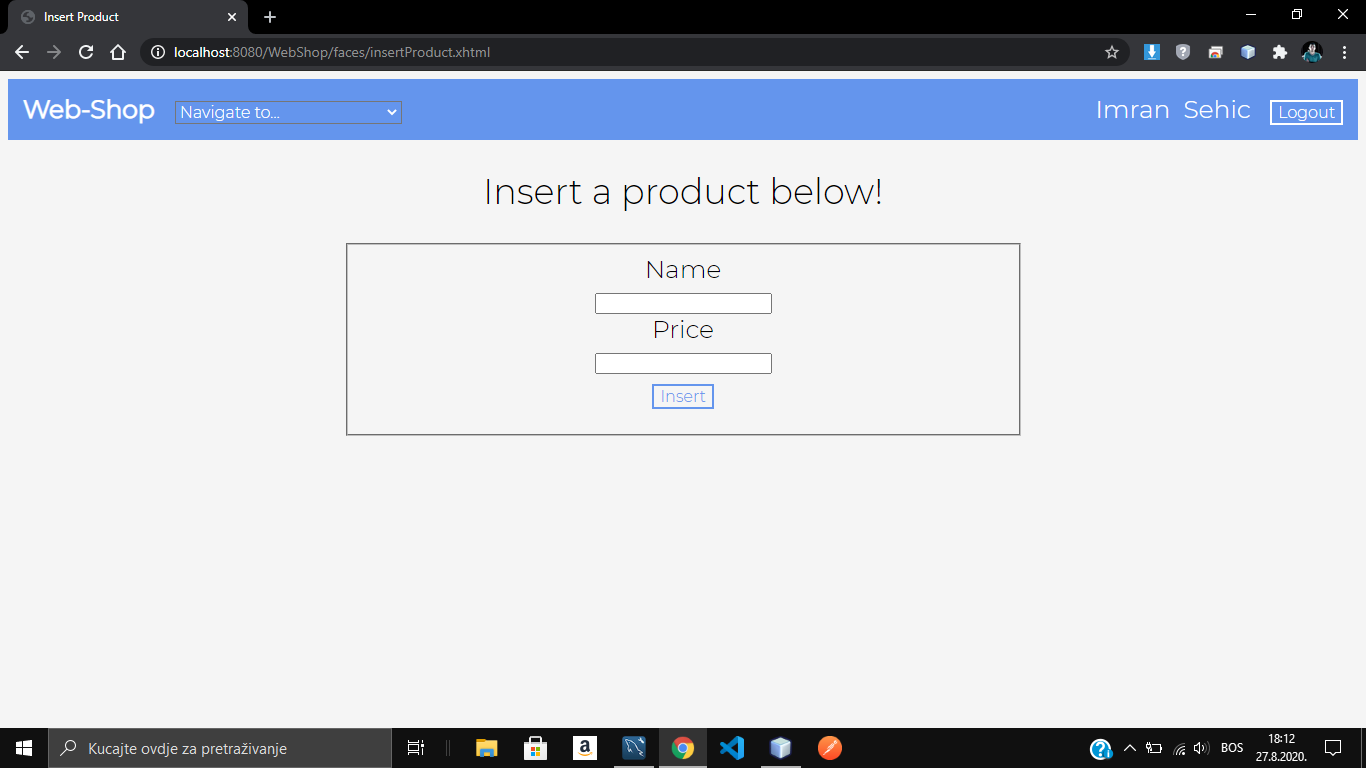 Insert Product
localhost:8080/WebShop/faces/insertProduct.xhtml
Web-Shop Navigate to... Imran Sehic Logout
Insert a product below!
Name
Price
Insert
Kucajte ovdje za pretraživanje
BOS
18:12
27.8.2020.